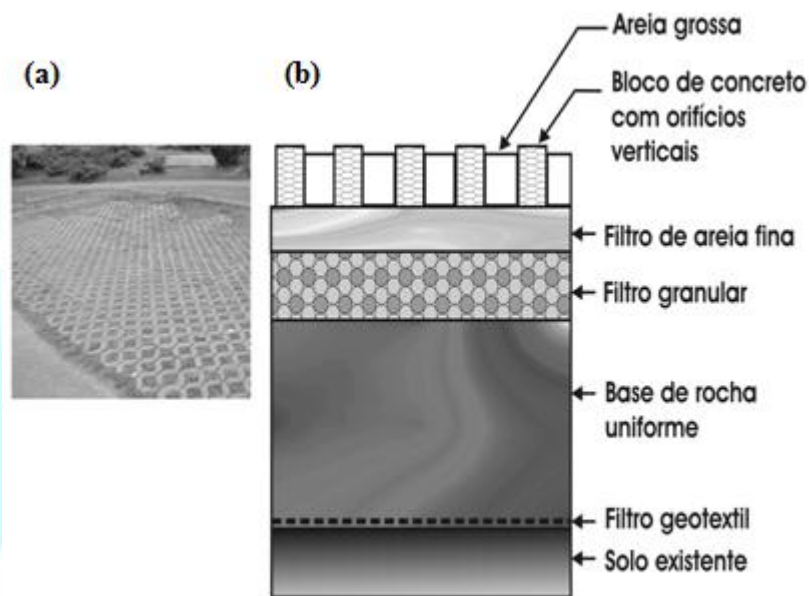 (a)
(b)
Areia grossa
Bloco de concreto
com orifícios
verticais
Filtro de areia fina
Filtro granular
Base de rocha
uniforme
Filtro geotextil
Solo existente